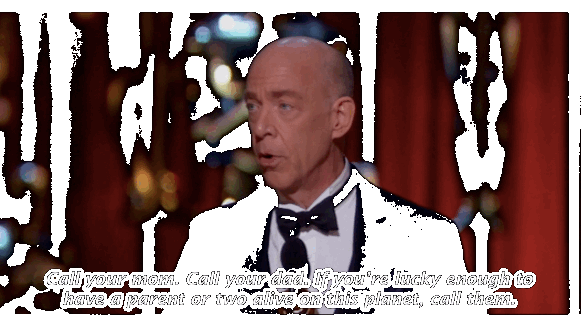 Call your mom. Call your dad. If you're lucky enough to
have a parent or two alive on this planet, call them.